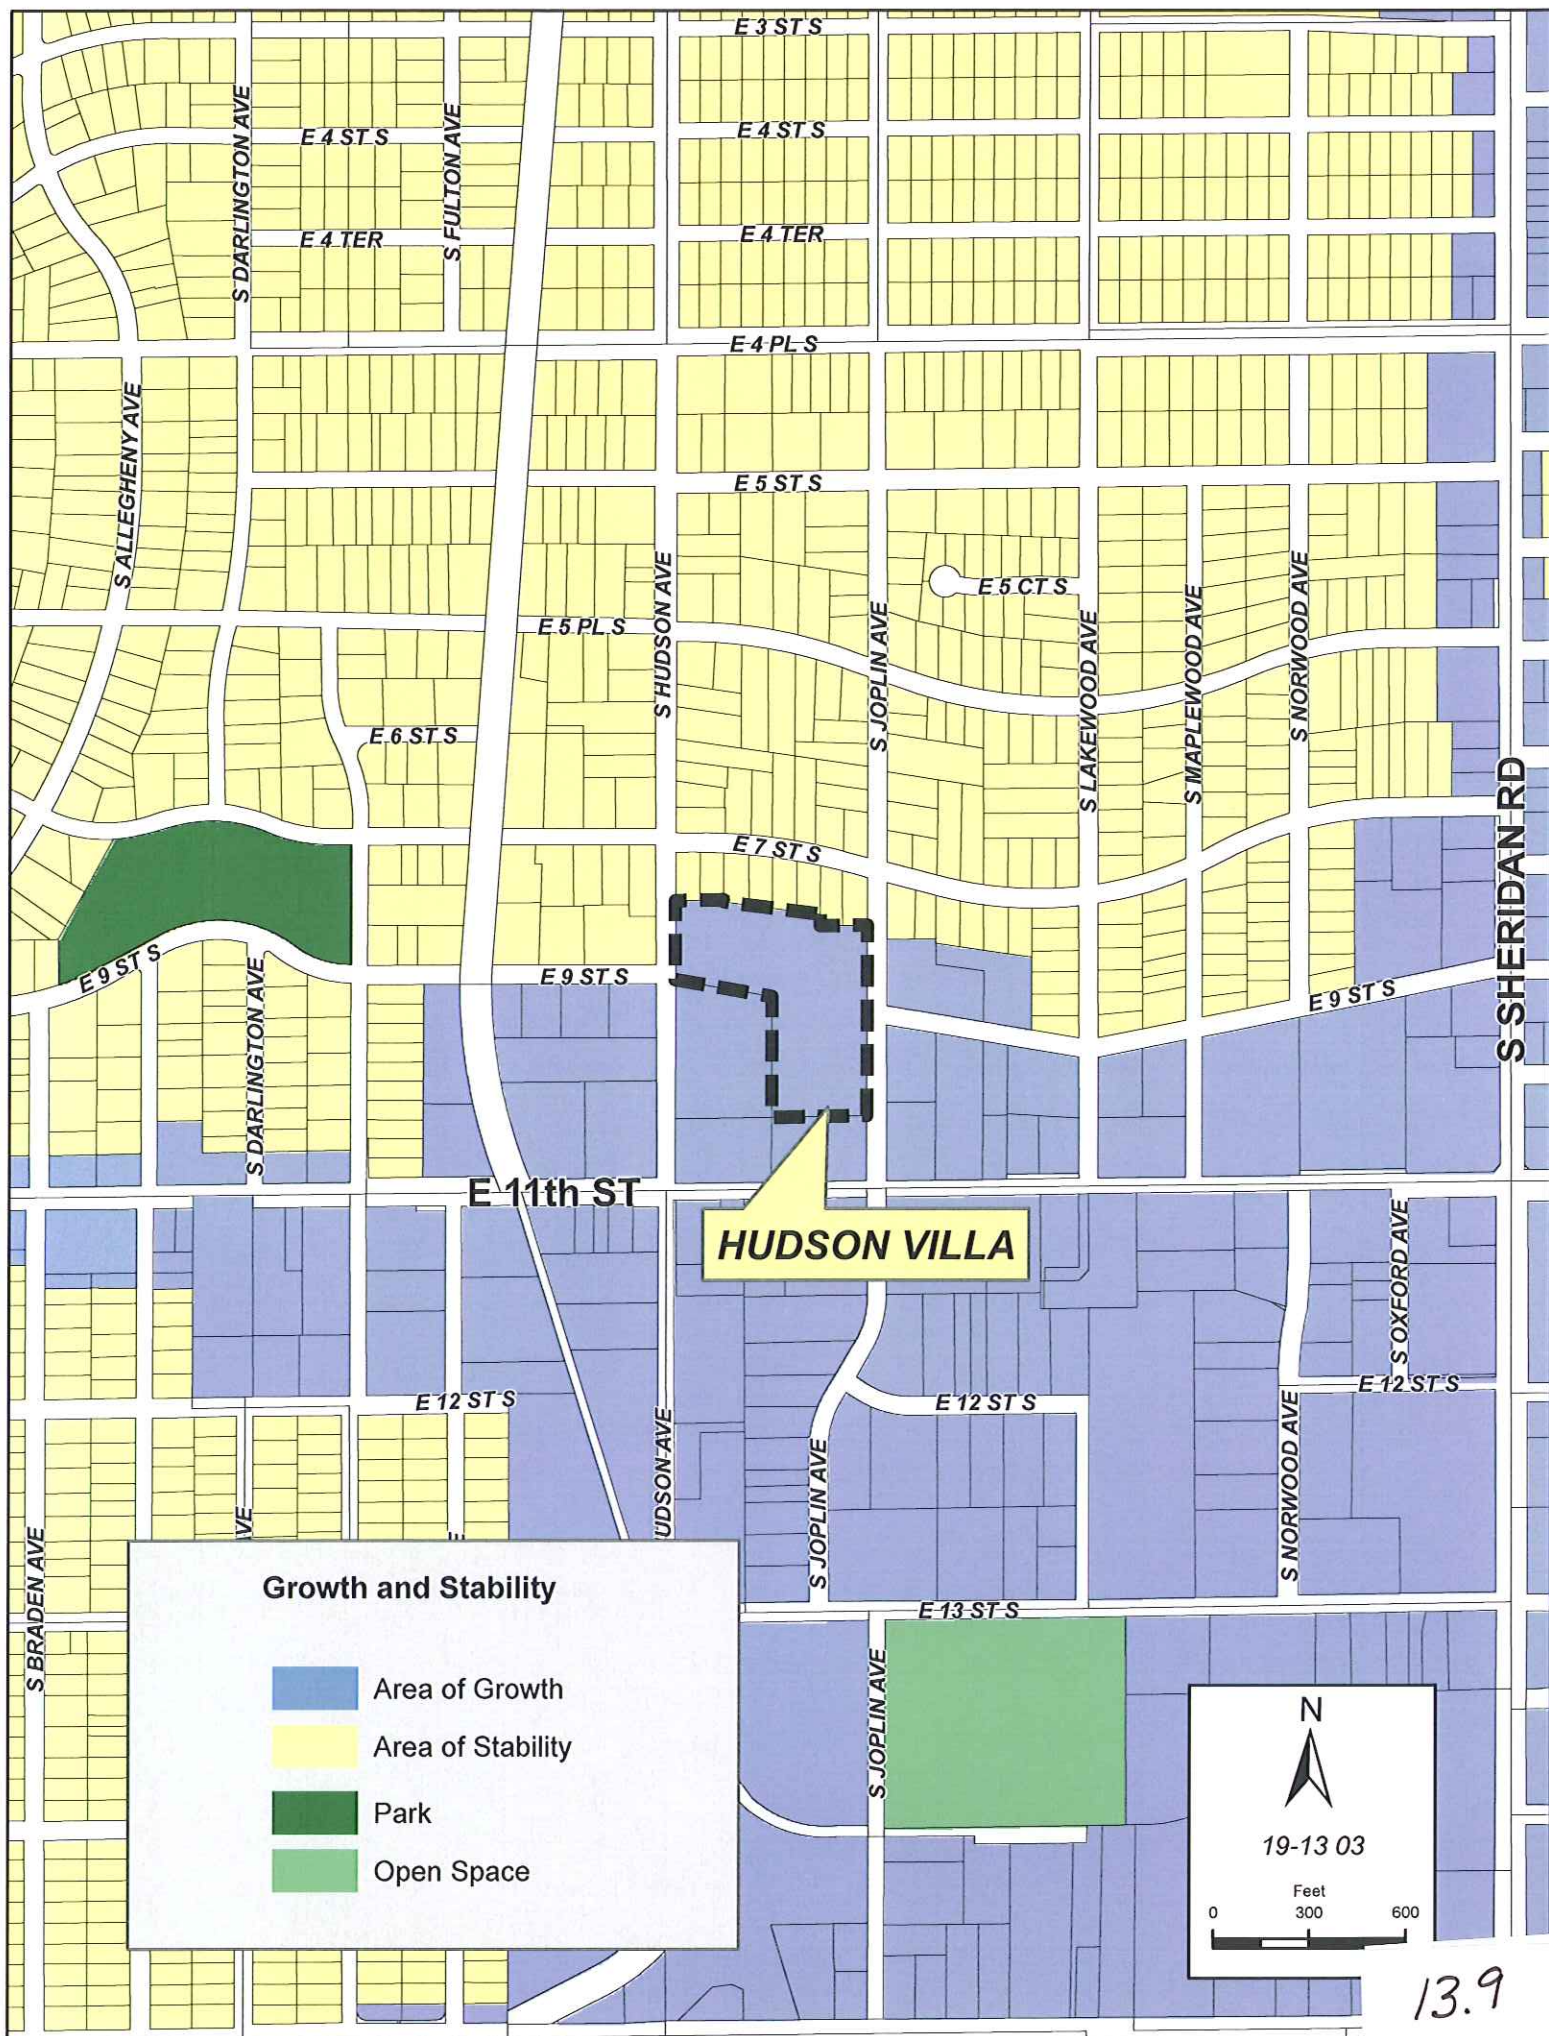 E 3 ST S
S DARLINGTON AVE
S FULTON AVE
E 4 ST S
E 4 ST S
E 4 TER
E 4 TER
E 4 PL S
S ALLEGHENY AVE
E 5 ST S
S HUDSON AVE
E 5 CT S
S JOPLIN AVE
S LAKEWOOD AVE
S MAPLEWOOD AVE
S NORWOOD AVE
E 5 PL S
E 6 ST S
S SHERIDAN RD
E 7 ST S
E 9 ST S
S DARLINGTON AVE
E 9 ST S
E 9 ST S
E 11th ST
HUDSON VILLA
S OXFORD AVE
E 12 ST S
E 12 ST S
E 12 ST S
UDSON AVE
S JOPLIN AVE
S NORWOOD AVE
S BRADEN AVE
VE
E
E 13 ST S
S JOPLIN AVE
Growth and Stability
Area of Growth
Area of Stability
Park
Open Space
N
19-13 03
Feet
0 300 600
13.9